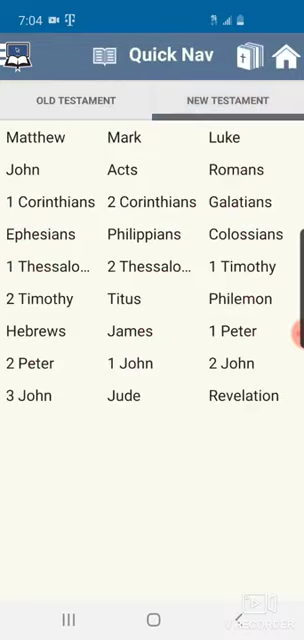 7:04
Quick Nav
OLD TESTAMENT NEW TESTAMENT
Matthew Mark Luke
John Acts Romans
1 Corinthians 2 Corinthians Galatians
Ephesians Philippians Colossians
1 Thessalo... 2 Thessalo... 1 Timothy
2 Timothy Titus Philemon
Hebrews James 1 Peter
2 Peter 1 John 2 John
3 John Jude Revelation
RECORDER